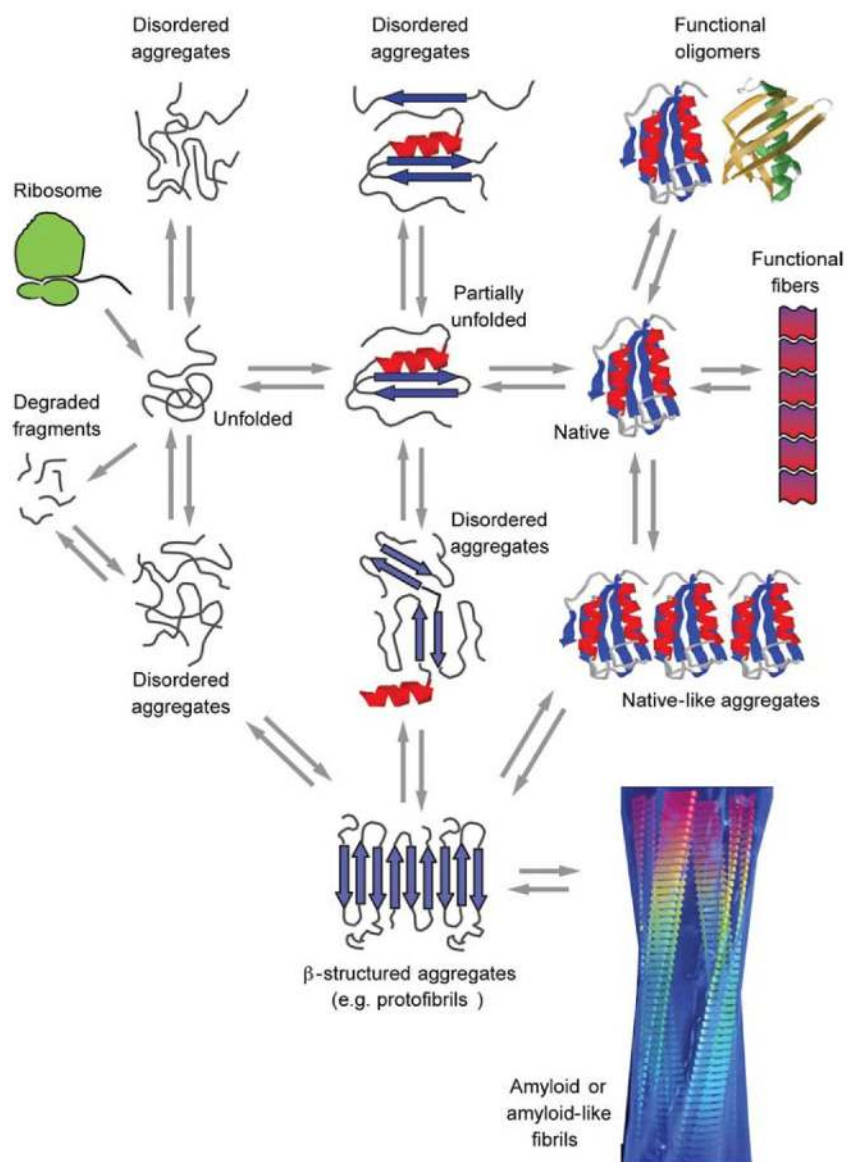 Disordered
aggregates
Disordered
aggregates
Functional
oligomers
Ribosome
Functional
fibers
Partially
unfolded
Degraded
fragments
Unfolded
Native
Disordered
aggregates
Disordered
aggregates
Native-like aggregates
β-structured aggregates
(e.g. protofibrils )
Amyloid or
amyloid-like
fibrils